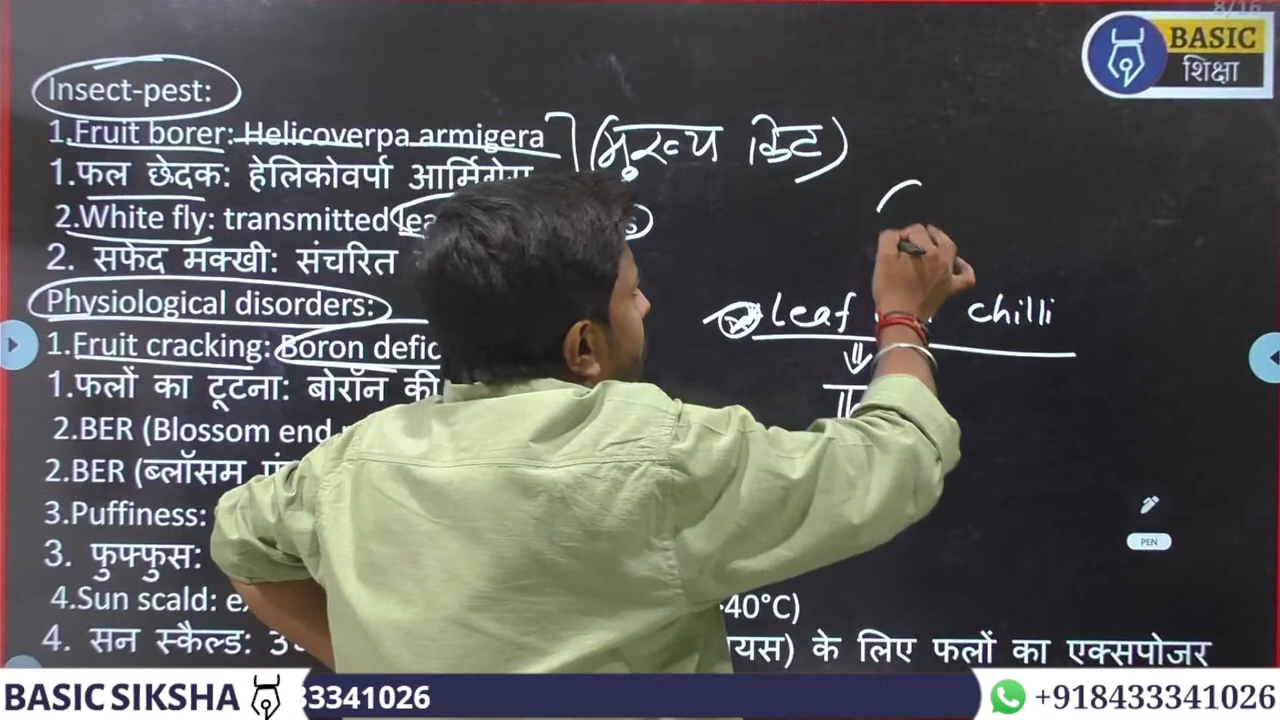 8/16
BASIC
शिक्षा
Insect-pest:
1.Fruit borer: Helicoverpa armigera (मुख्य किट)
1.फल छेदक: हेलिकोवर्पा
2.White fly: transmitted
2. सफेद मक्खी: संचरित
leaf chilli
Physiological disorders:
1.Fruit cracking: Boron
1.फलों का टूटना: बोरॉन की
2.BER (Blossom end
2.BER (ब्लॉसम
3.Puffiness:
PEN
3. फुफ्फुस:
4.Sun scald: 40°C)
4. सन स्कैल्ड: के लिए फलों का एक्सपोजर
BASIC SIKSHA 33341026 +918433341026